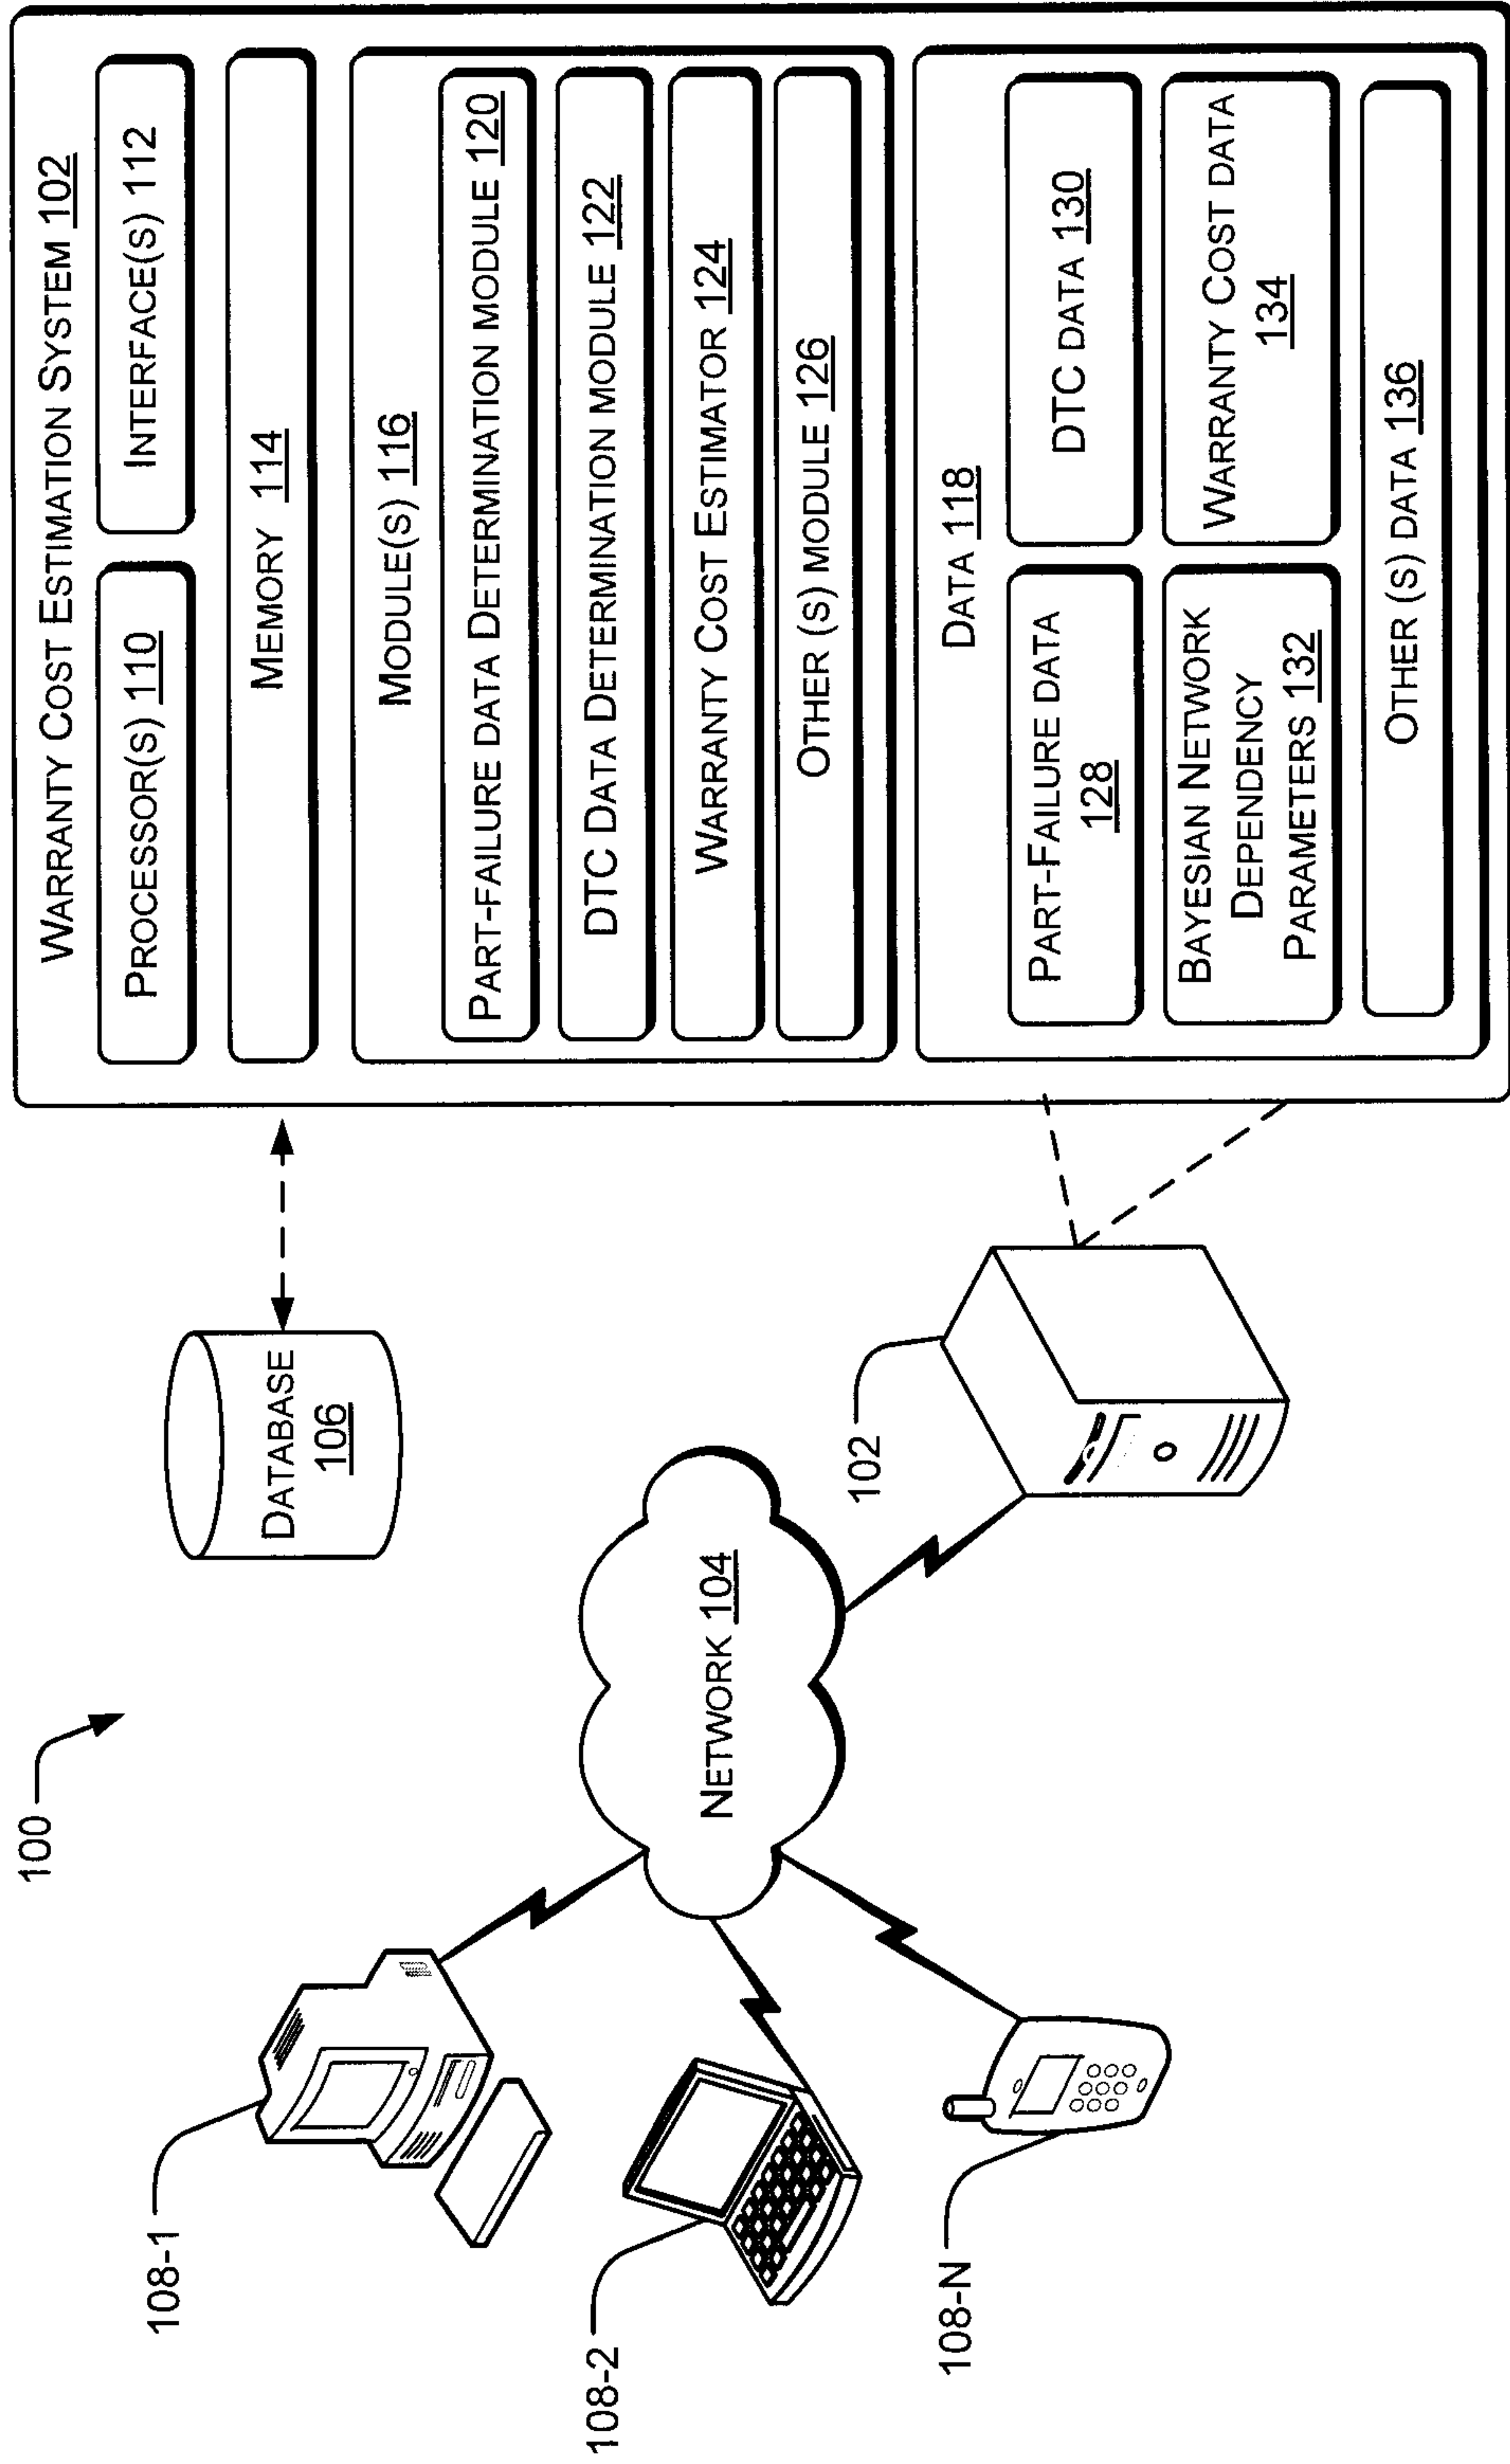 100
108-1
108-2
108-N
NETWORK 104
DATABASE
106
102
WARRANTY COST ESTIMATION SYSTEM 102
PROCESSOR(S) 110
INTERFACE(S) 112
MEMORY 114
MODULE(S) 116
PART-FAILURE DATA DETERMINATION MODULE 120
DTC DATA DETERMINATION MODULE 122
WARRANTY COST ESTIMATOR 124
OTHER (S) MODULE 126
DATA 118
PART-FAILURE DATA
128
DTC DATA 130
BAYESIAN NETWORK
DEPENDENCY
PARAMETERS 132
WARRANTY COST DATA
134
OTHER (S) DATA 136